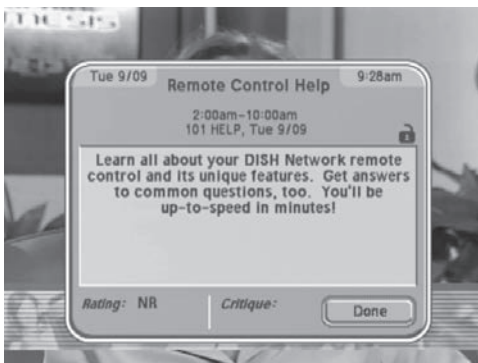 Tue 9/09
Remote Control Help
9:28am
2:00am-10:00am
101 HELP, Tue 9/09
Learn all about your DISH Network remote
control and its unique features. Get answers
to common questions, too. You'll be
up-to-speed in minutes!
Rating: NR
Critique:
Done